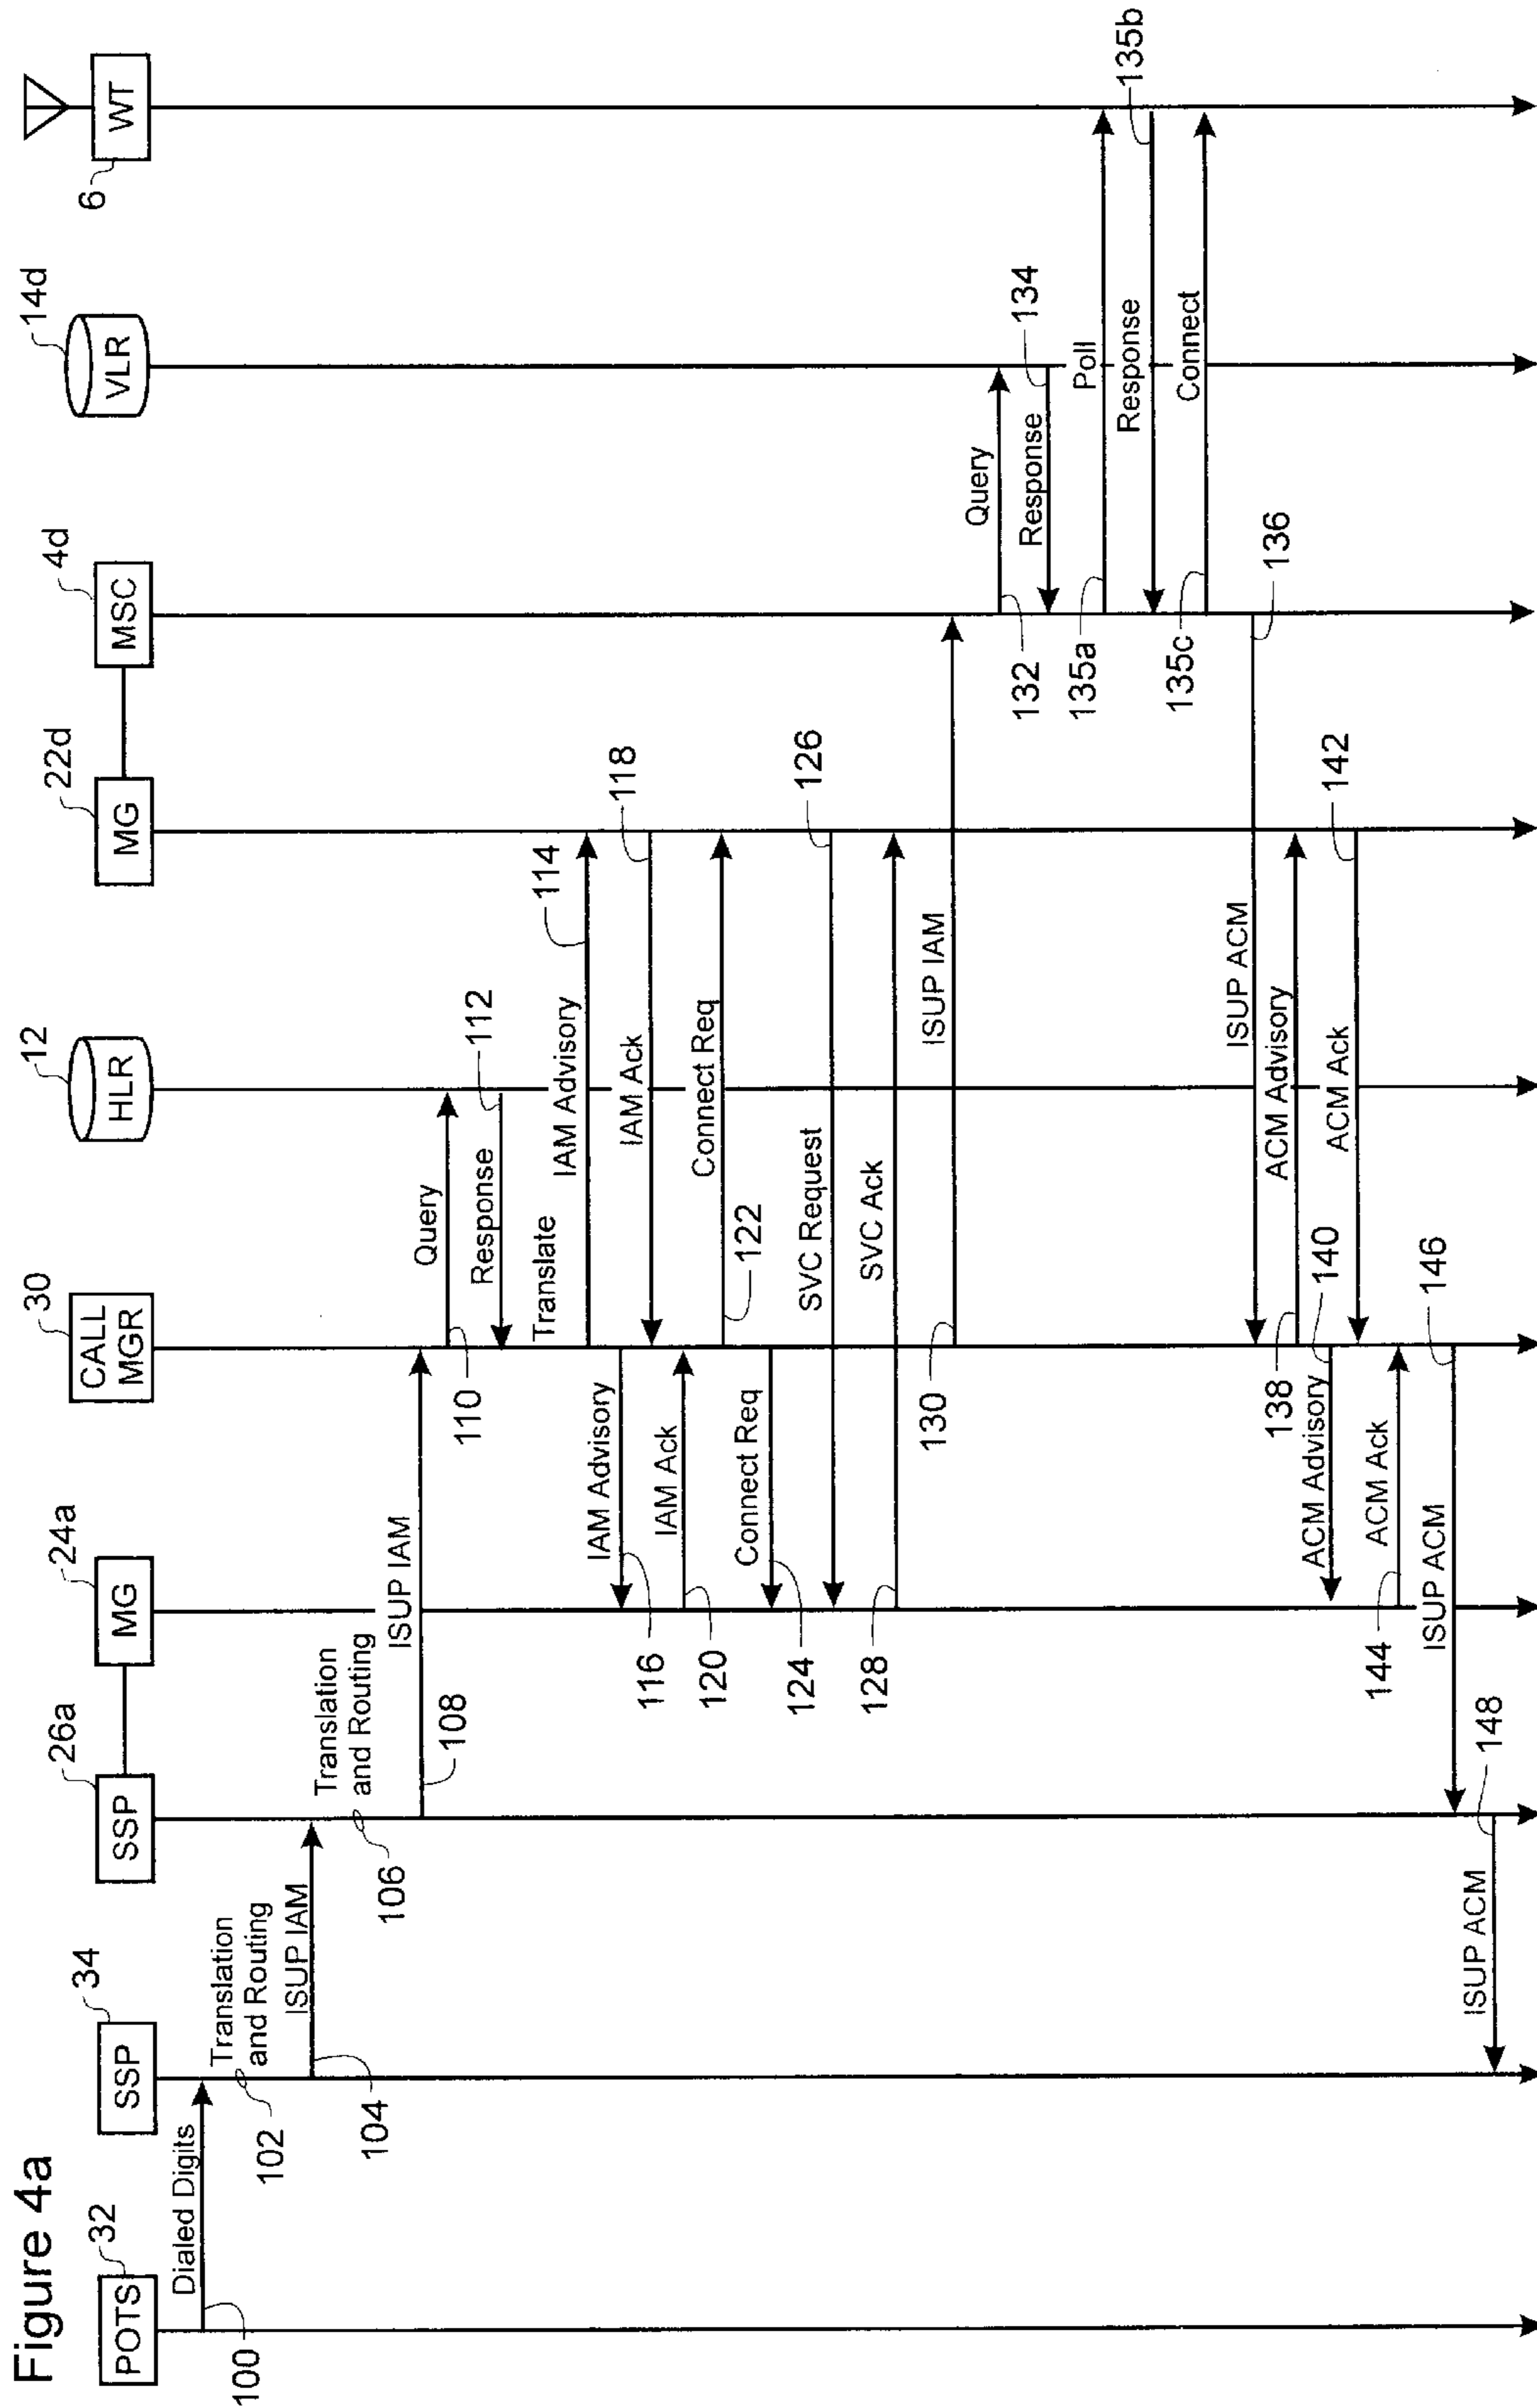 Figure 4a
POTS
32
SSP
34
SSP
26a
MG
24a
CALL
MGR
30
HLR
12
MG
22d
MSC
4d
VLR
14d
WT
6
Dialed Digits
100
Translation
and Routing
102
ISUP IAM
104
Translation
and Routing
106
ISUP IAM
108
Query
110
Response
112
Translate
IAM Advisory
114
IAM Advisory
116
IAM Ack
118
IAM Ack
120
Connect Req
122
Connect Req
124
SVC Request
126
SVC Ack
128
ISUP IAM
130
Query
132
Response
134
Poll
135a
Response
135b
Connect
135c
ISUP ACM
136
ACM Advisory
138
ACM Advisory
140
ACM Ack
142
ACM Ack
144
ISUP ACM
146
ISUP ACM
148